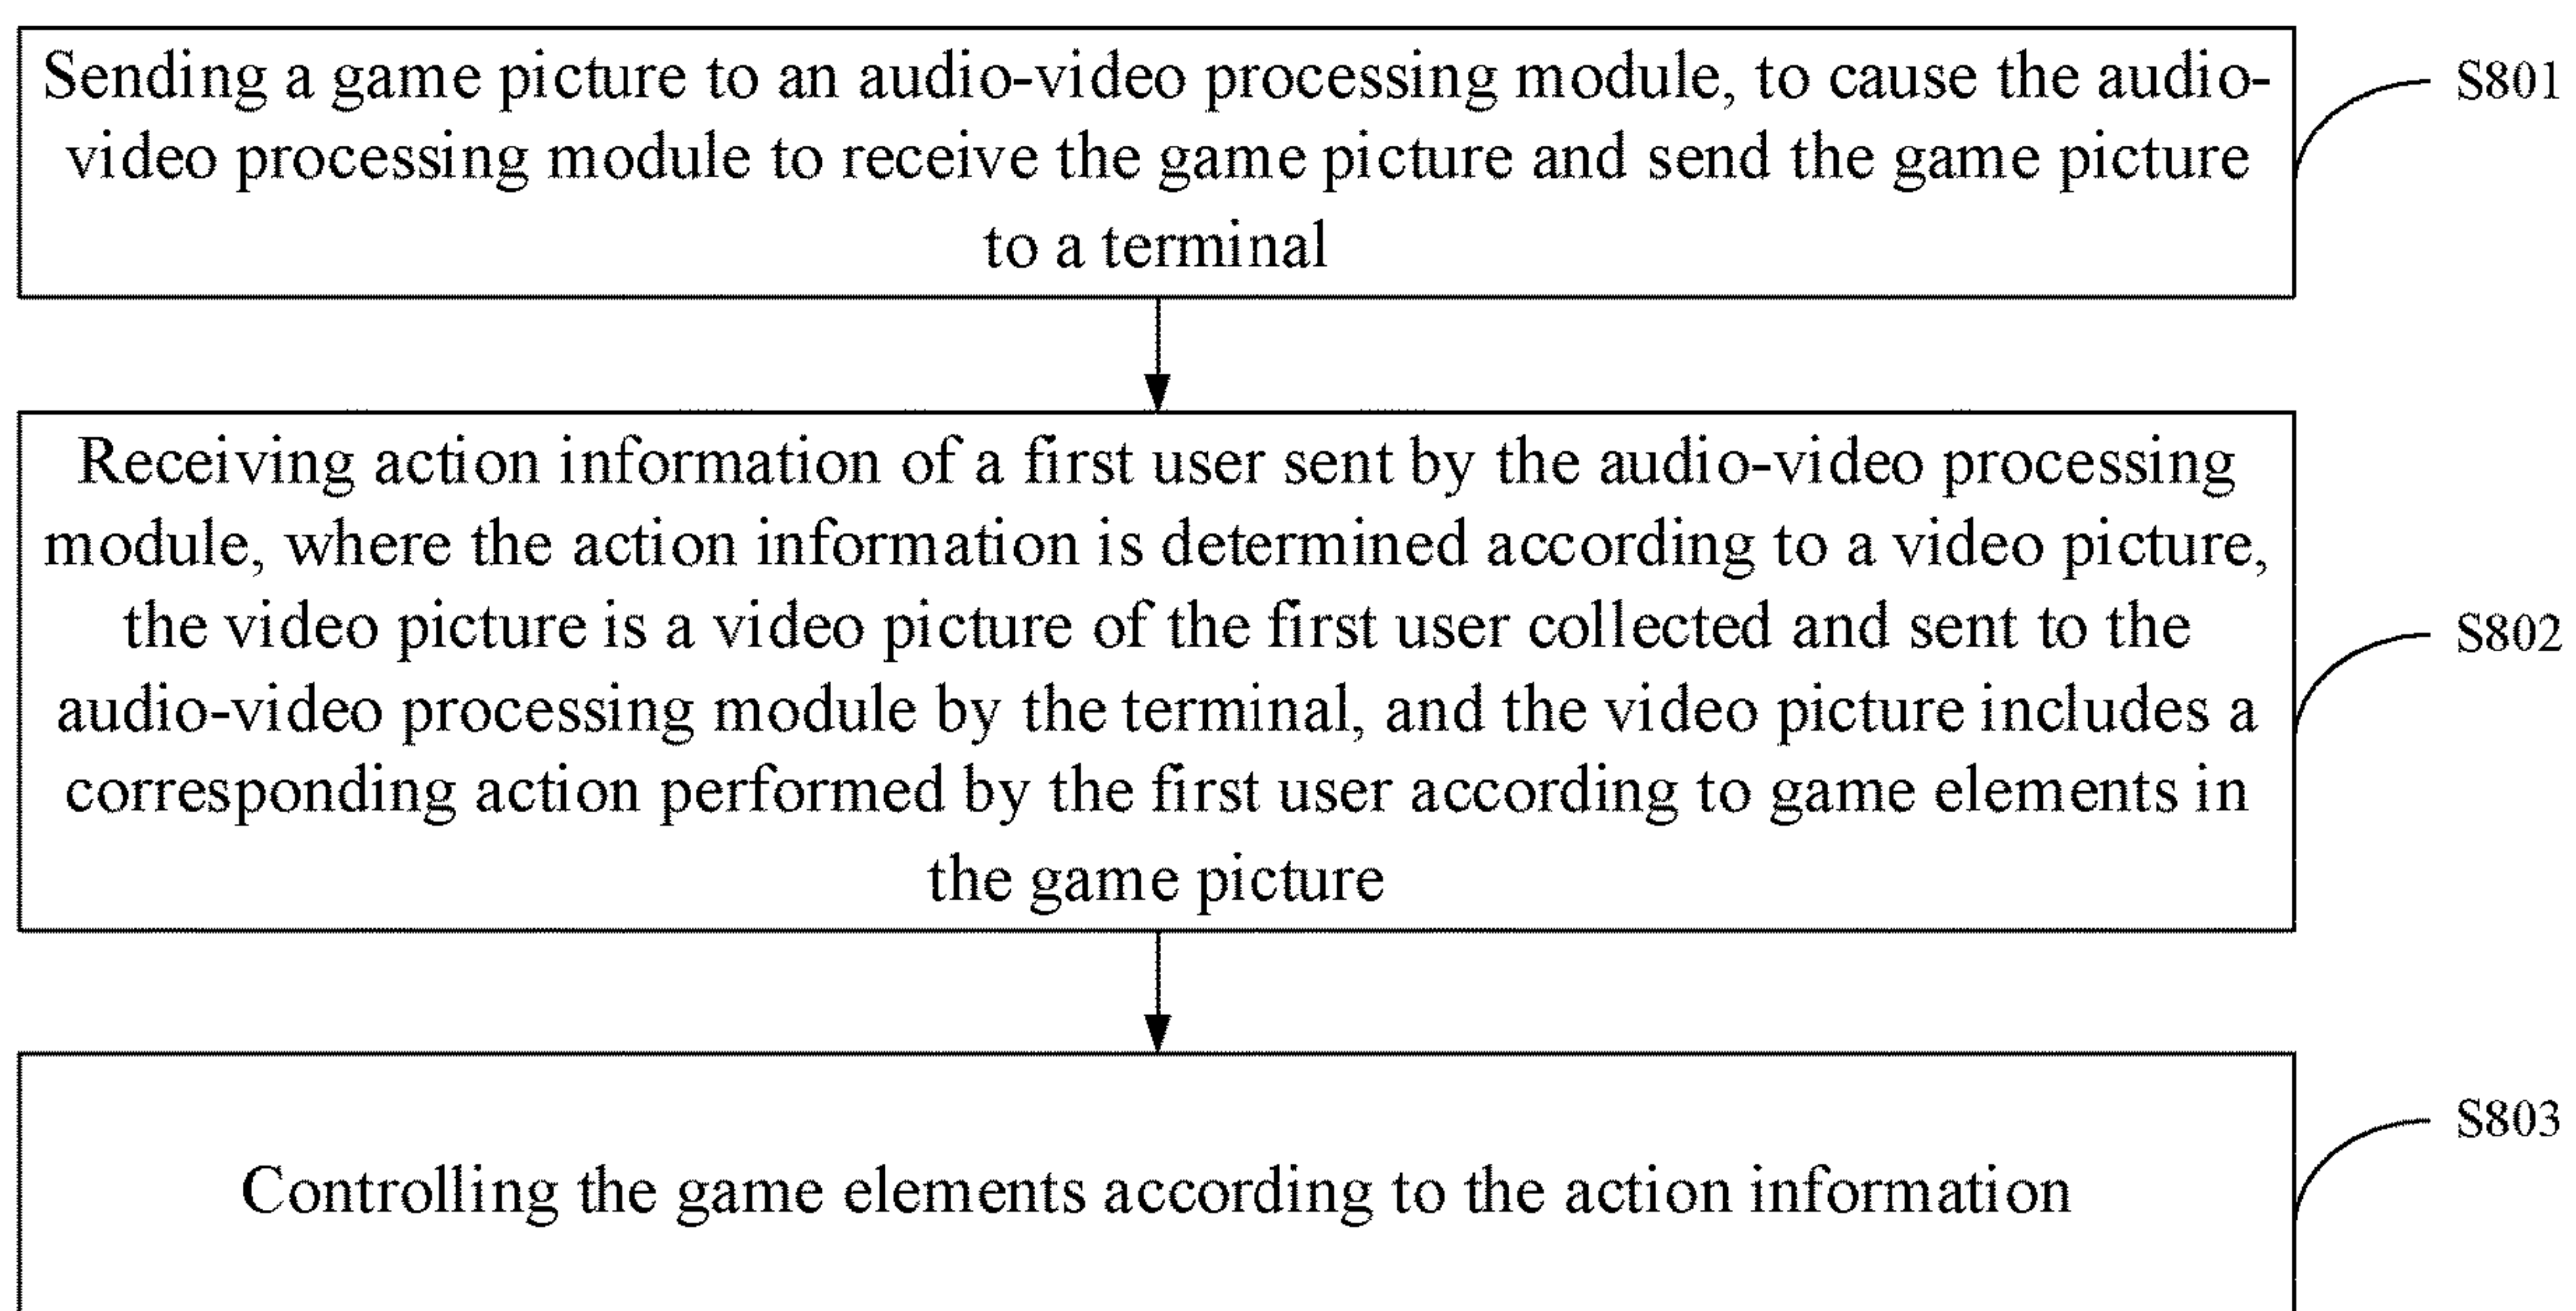 Sending a game picture to an audio-video processing module, to cause the audio-
video processing module to receive the game picture and send the game picture
to a terminal
S801
Receiving action information of a first user sent by the audio-video processing
module, where the action information is determined according to a video picture,
the video picture is a video picture of the first user collected and sent to the
audio-video processing module by the terminal, and the video picture includes a
corresponding action performed by the first user according to game elements in
the game picture
S802
Controlling the game elements according to the action information
S803